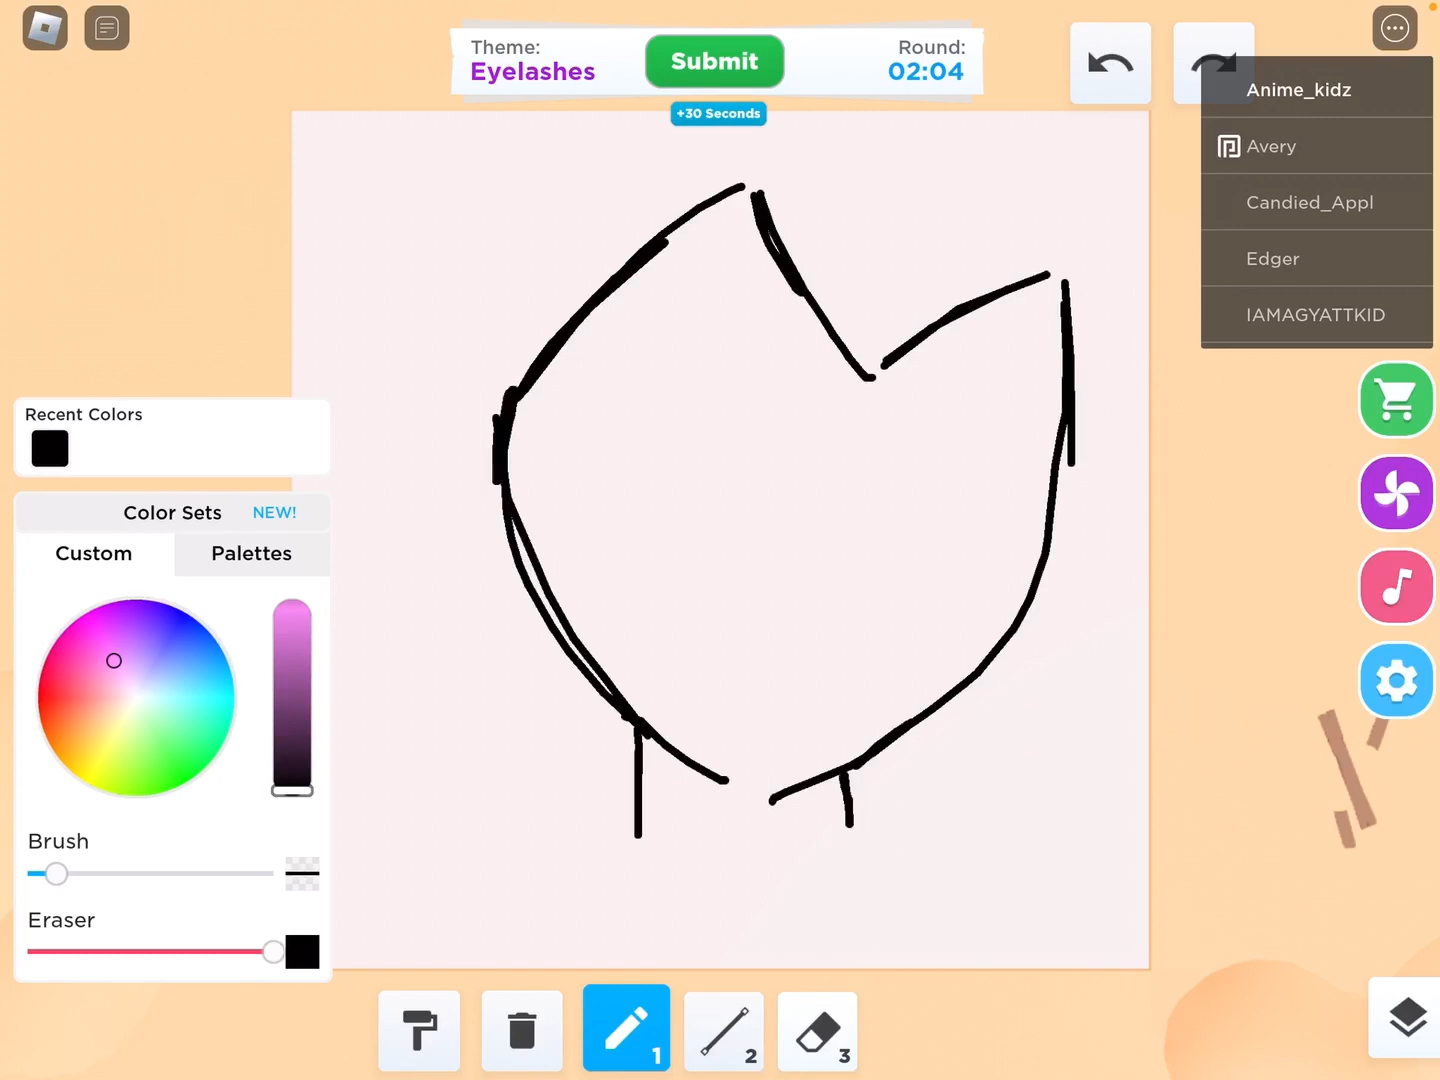 Theme:
Eyelashes
Submit
Round:
02:04
+30 Seconds
Anime_kidz
Avery
Candied_Appl
Edger
IAMAGYATTKID
Recent Colors
Color Sets NEW!
Custom Palettes
Brush
Eraser
1 2 3